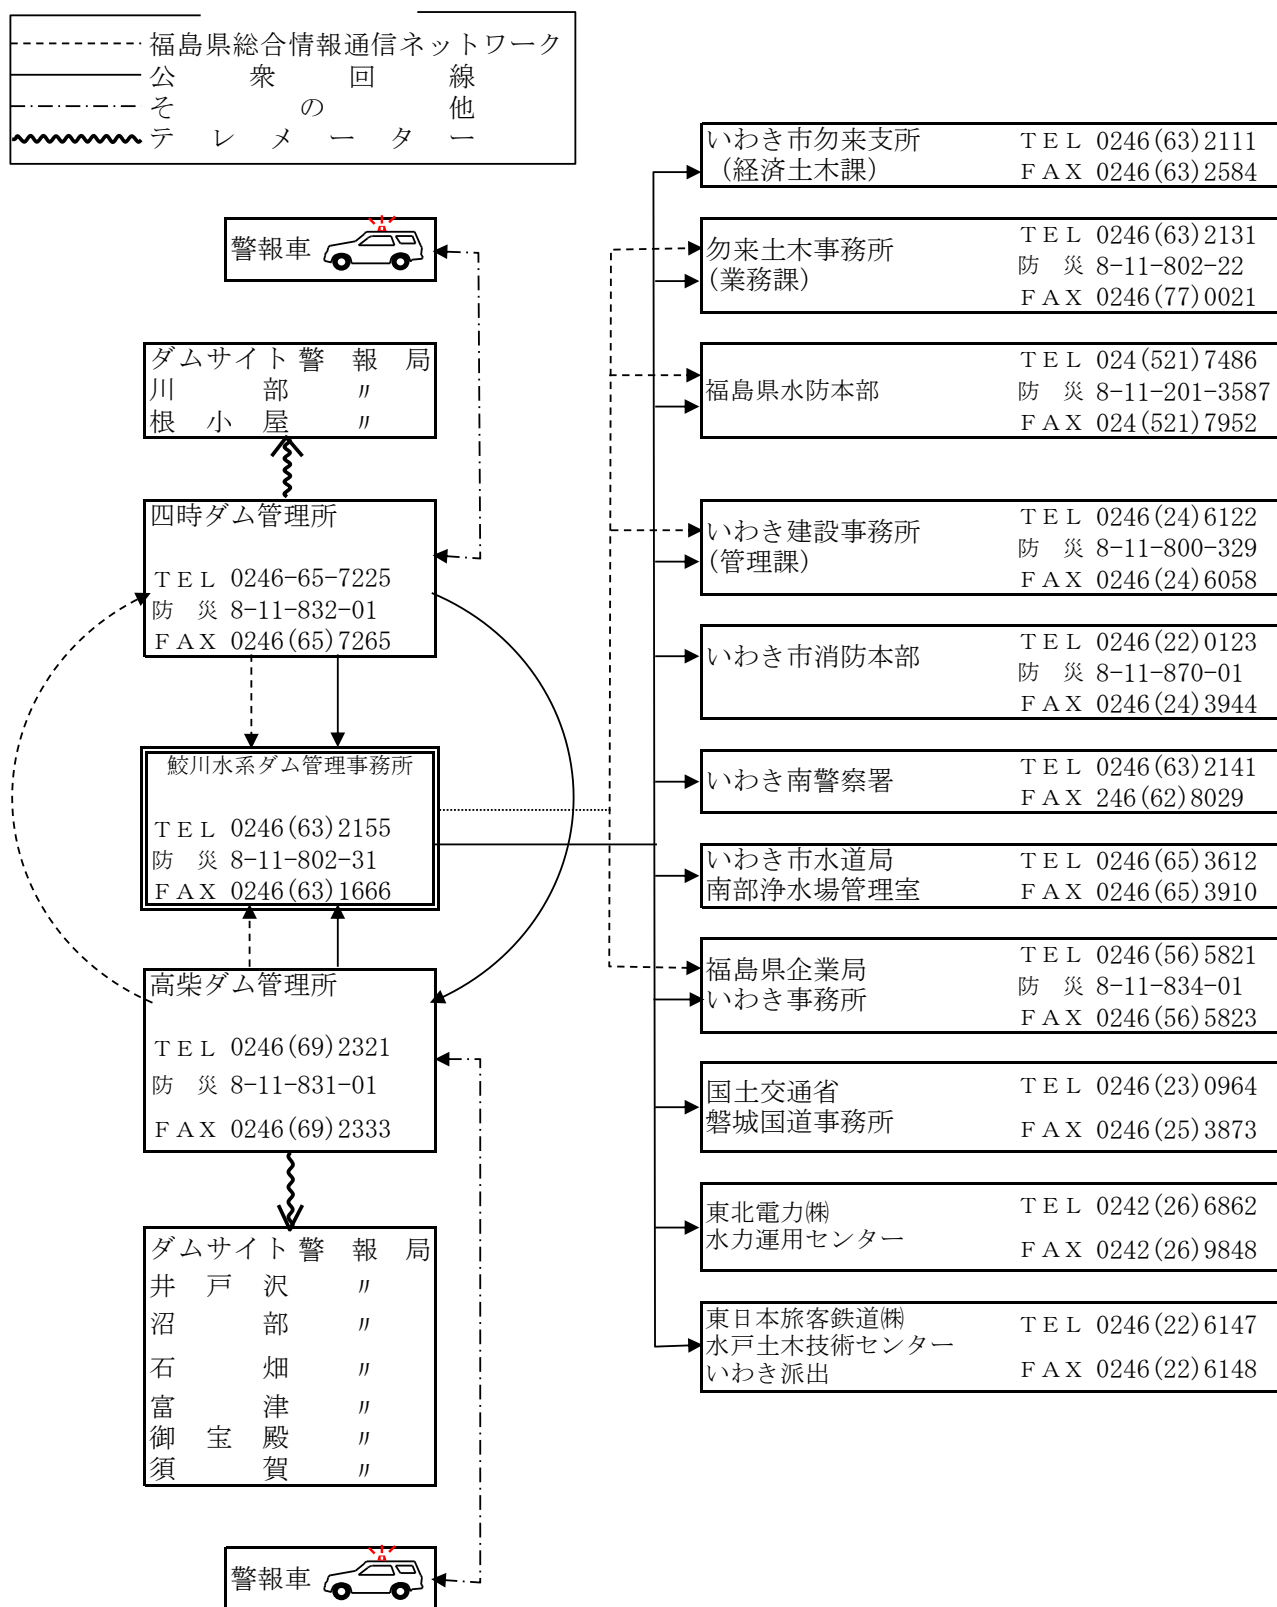 福島県総合情報通信ネットワーク
公衆回線
その他
テレメーター
警報車
ダムサイト警報局
川部〃
根小屋〃
四時ダム管理所
ＴＥＬ 0246-65-7225
防災 8-11-832-01
ＦＡＸ 0246(65)7265
鮫川水系ダム管理事務所
ＴＥＬ 0246(63)2155
防災 8-11-802-31
ＦＡＸ 0246(63)1666
高柴ダム管理所
ＴＥＬ 0246(69)2321
防災 8-11-831-01
ＦＡＸ 0246(69)2333
ダムサイト警報局
井戸沢〃
沼部〃
石畑〃
富津〃
御宝殿〃
須賀〃
警報車
いわき市勿来支所 ＴＥＬ 0246(63)2111
（経済土木課） ＦＡＸ 0246(63)2584
勿来土木事務所
(業務課)
ＴＥＬ 0246(63)2131
防災 8-11-802-22
ＦＡＸ 0246(77)0021
福島県水防本部
ＴＥＬ 024(521)7486
防災 8-11-201-3587
ＦＡＸ 024(521)7952
いわき建設事務所
(管理課)
ＴＥＬ 0246(24)6122
防災 8-11-800-329
ＦＡＸ 0246(24)6058
いわき市消防本部
ＴＥＬ 0246(22)0123
防災 8-11-870-01
ＦＡＸ 0246(24)3944
いわき南警察署
ＴＥＬ 0246(63)2141
ＦＡＸ 246(62)8029
いわき市水道局 ＴＥＬ 0246(65)3612
南部浄水場管理室 ＦＡＸ 0246(65)3910
福島県企業局
いわき事務所
ＴＥＬ 0246(56)5821
防災 8-11-834-01
ＦＡＸ 0246(56)5823
国土交通省
磐城国道事務所
ＴＥＬ 0246(23)0964
ＦＡＸ 0246(25)3873
東北電力㈱
水力運用センター
ＴＥＬ 0242(26)6862
ＦＡＸ 0242(26)9848
東日本旅客鉄道㈱
水戸土木技術センター
いわき派出
ＴＥＬ 0246(22)6147
ＦＡＸ 0246(22)6148